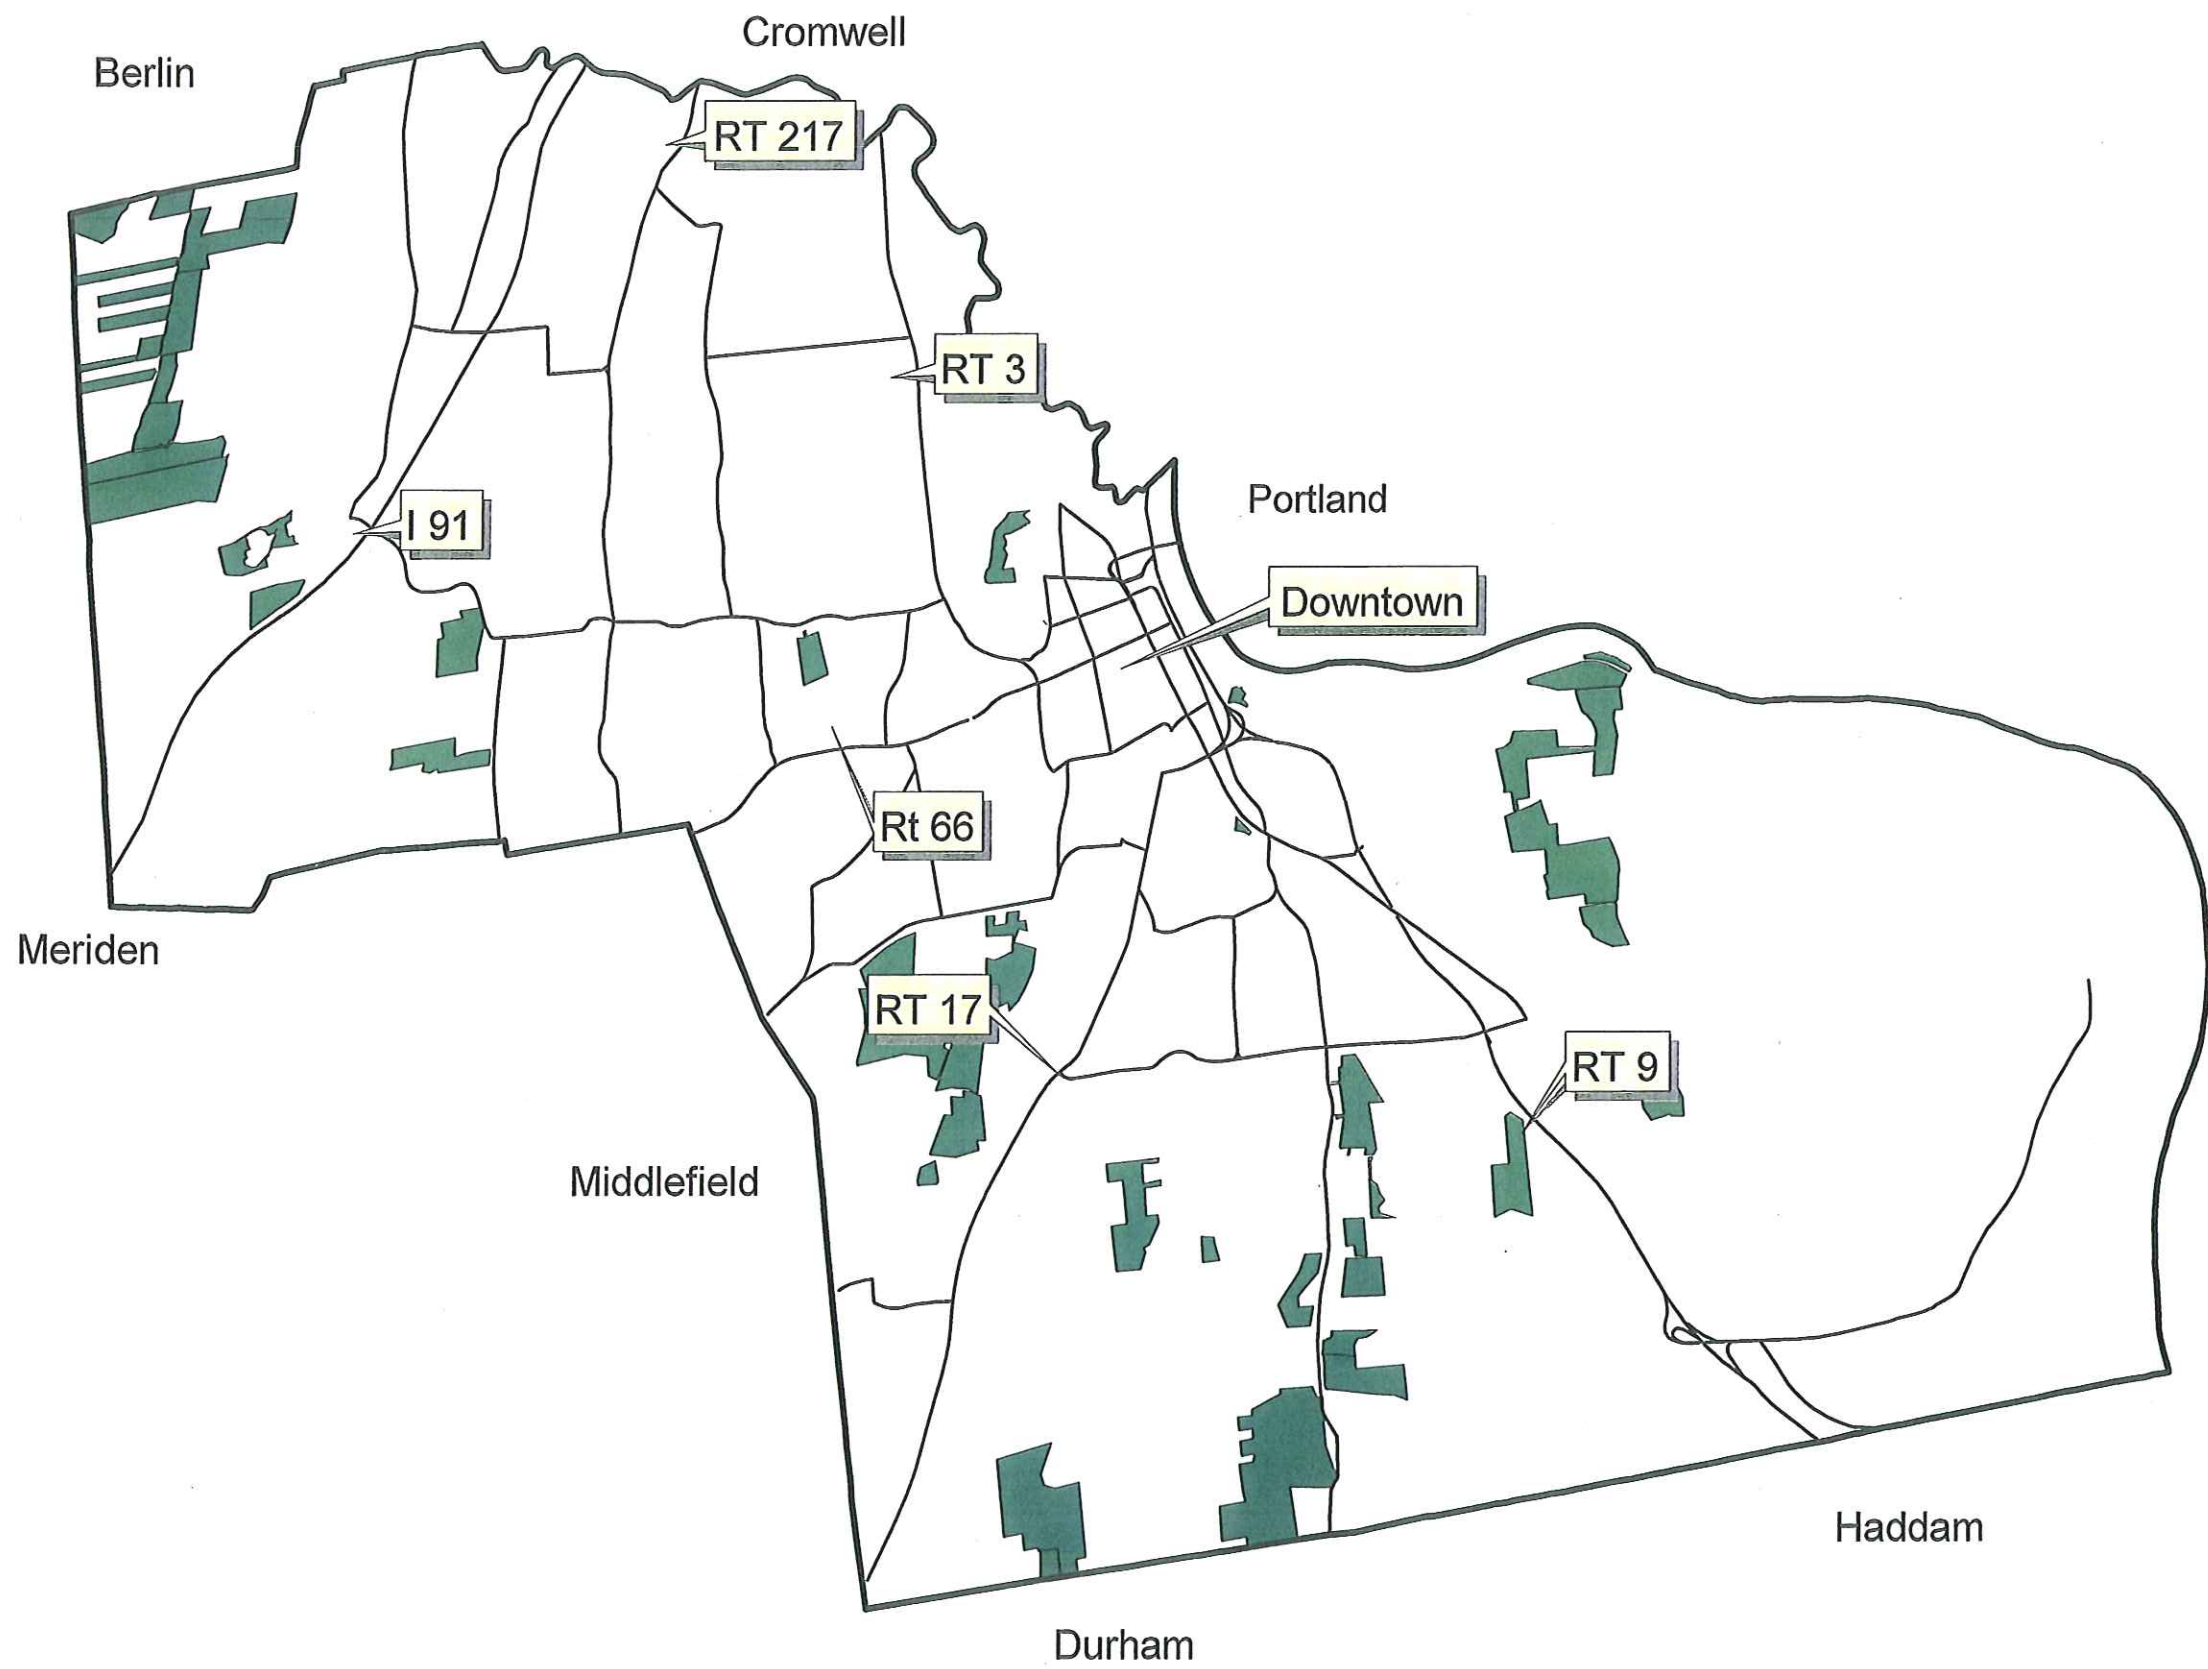 Cromwell
Berlin
RT 217
RT 3
Portland
I 91
Downtown
Rt 66
Meriden
RT 17
RT 9
Middlefield
Haddam
Durham